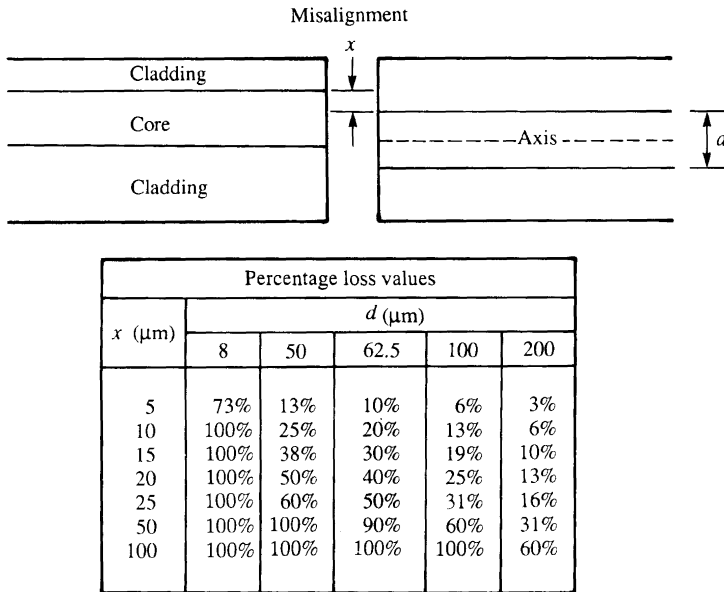 Misalignment
x
Cladding
Core
Axis
d
Cladding
Percentage loss values
x (μm)
d (μm)
8 50 62.5 100 200
5 73% 13% 10% 6% 3%
10 100% 25% 20% 13% 6%
15 100% 38% 30% 19% 10%
20 100% 50% 40% 25% 13%
25 100% 60% 50% 31% 16%
50 100% 100% 90% 60% 31%
100 100% 100% 100% 100% 60%